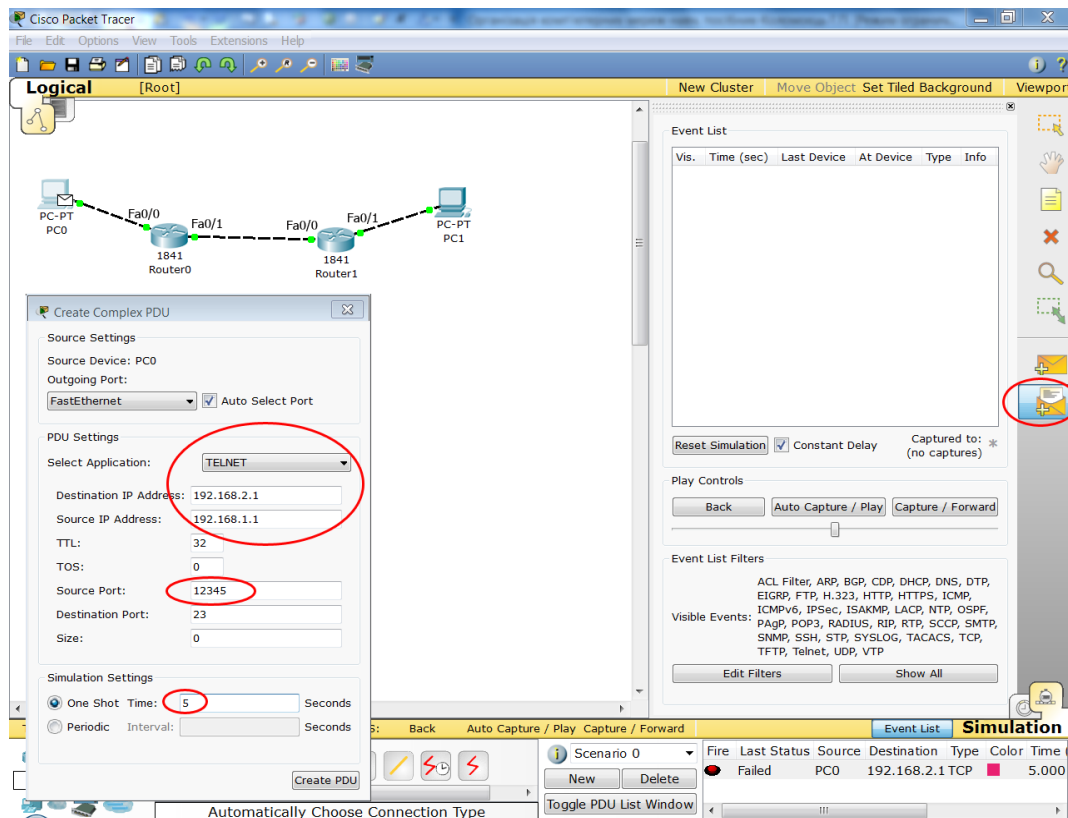 Cisco Packet Tracer
File Edit Options View Tools Extensions Help
Logical [Root] New Cluster Move Object Set Tiled Background Viewpor
PC-PT
PC0
Fa0/0
Fa0/1
1841
Router0
Fa0/0
Fa0/1
1841
Router1
PC-PT
PC1
Create Complex PDU
Source Settings
Source Device: PC0
Outgoing Port:
FastEthernet Auto Select Port
PDU Settings
Select Application: TELNET
Destination IP Address: 192.168.2.1
Source IP Address: 192.168.1.1
TTL: 32
TOS: 0
Source Port: 12345
Destination Port: 23
Size: 0
Simulation Settings
One Shot Time: 5 Seconds
Periodic Interval: Seconds
Create PDU
Event List
Vis. Time (sec) Last Device At Device Type Info
Reset Simulation Constant Delay Captured to: *
(no captures)
Play Controls
Back Auto Capture / Play Capture / Forward
Event List Filters
Visible Events: ACL Filter, ARP, BGP, CDP, DHCP, DNS, DTP,
EIGRP, FTP, H.323, HTTP, HTTPS, ICMP,
ICMPv6, IPSec, ISAKMP, LACP, NTP, OSPF,
PAgP, POP3, RADIUS, RIP, RTP, SCCP, SMTP,
SNMP, SSH, STP, SYSLOG, TACACS, TCP,
TFTP, Telnet, UDP, VTP
Edit Filters Show All
S: Back Auto Capture / Play Capture / Forward Event List Simulation
Scenario 0
New Delete
Toggle PDU List Window
Fire Last Status Source Destination Type Color Time (
Failed PC0 192.168.2.1 TCP 5.000
Automatically Choose Connection Type